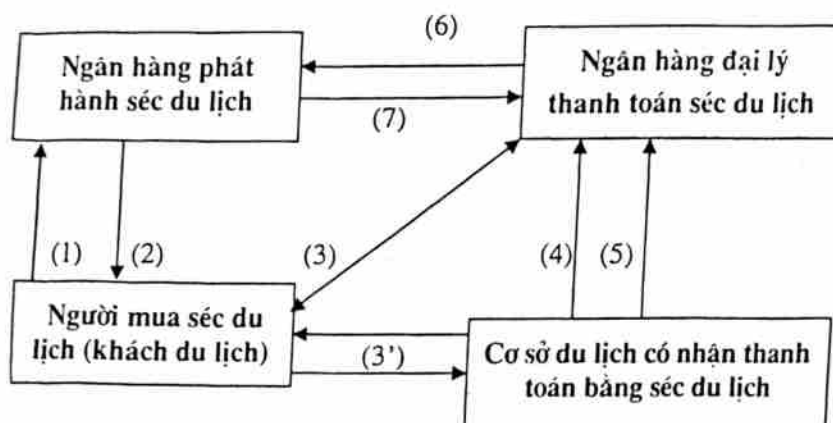 (6)
Ngân hàng phát
hành séc du lịch
Ngân hàng đại lý
thanh toán séc du lịch
(7)
(1)
(2)
(3)
(4)
(5)
Người mua séc du
lịch (khách du lịch)
(3')
Cơ sở du lịch có nhận thanh
toán bằng séc du lịch